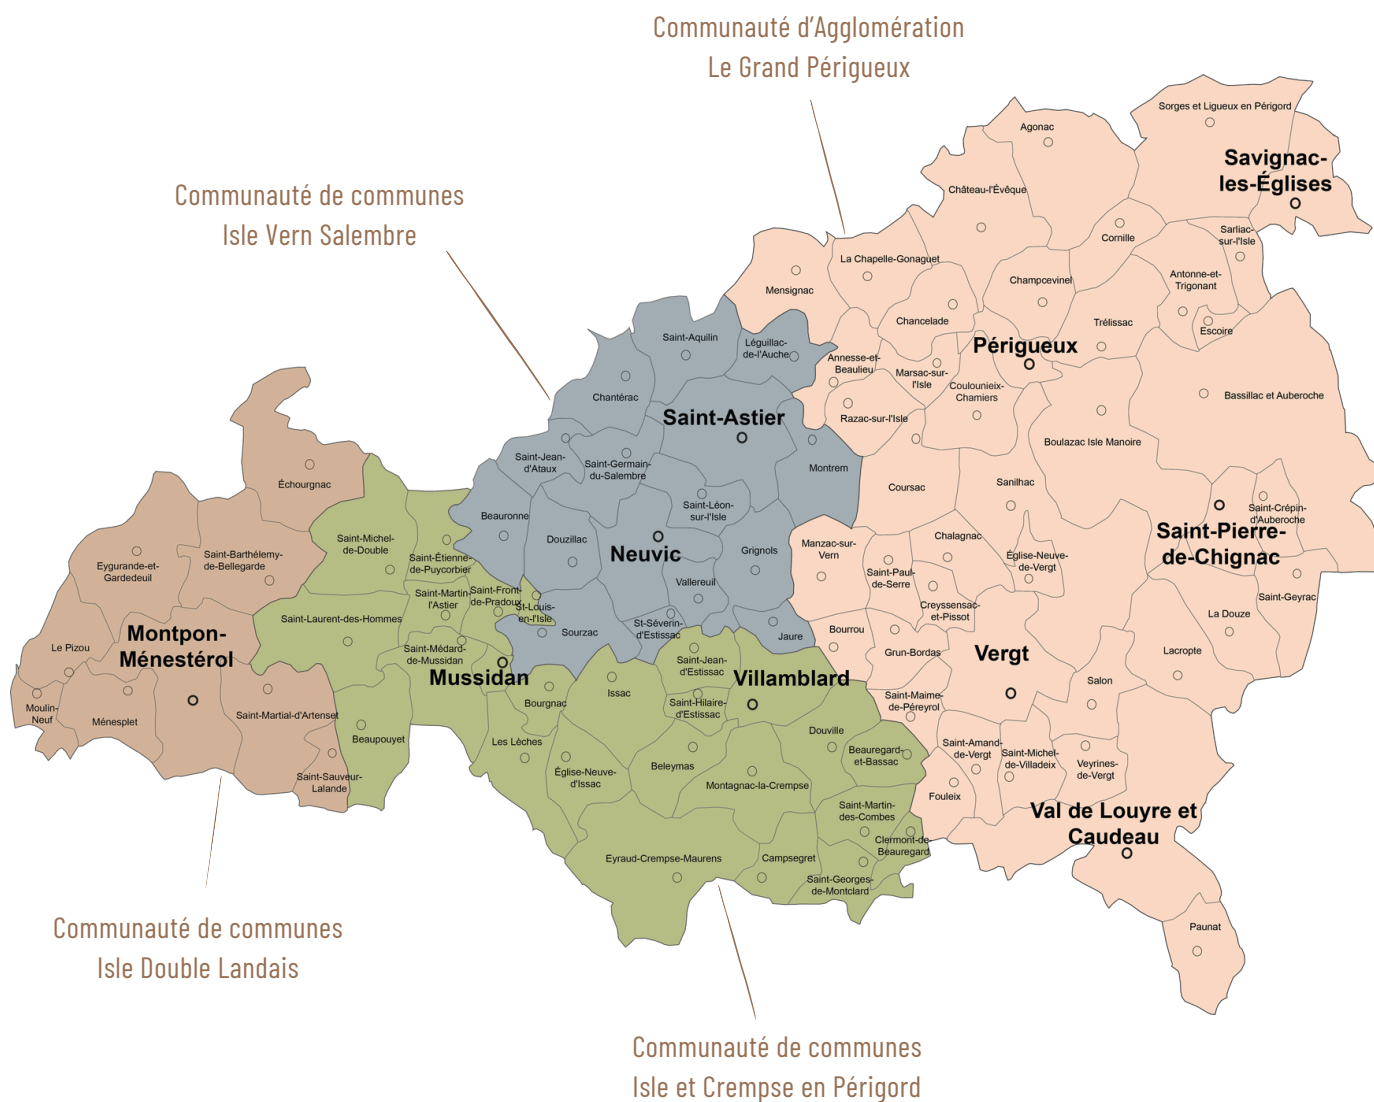 Communauté d’Agglomération
Le Grand Périgueux
Communauté de communes
Isle Vern Salembre
Sorges et Ligueux en Périgord
Agonac
Savignac-
les-Églises
Château-l'Évêque
Cornille
Sarliac-
sur-l'Isle
La Chapelle-Gonaguet
Mensignac
Champcevinel
Antonne-et-
Trigonant
Chancelade
Trélissac
Escoire
Saint-Aquilin
Léguillac-
de-l'Auche
Périgueux
Annesse-et-
Beaulieu
Marsac-sur-
l'Isle
Coulounieix-
Chamiers
Chantérac
Bassillac et Auberoche
Saint-Astier
Razac-sur-l'Isle
Boulazac Isle Manoire
Saint-Jean-
d'Ataux
Saint-Germain-
du-Salembre
Montrem
Échourgnac
Coursac
Sanilhac
Saint-Léon-
sur-l'Isle
Saint-Crépin-
d'Auberoche
Beauronne
Saint-Pierre-
de-Chignac
Saint-Michel-
de-Double
Douzillac
Neuvic
Grignols
Manzac-sur-
Vern
Chalagnac
Église-Neuve-
de-Vergt
Saint-Barthélemy-
de-Bellegarde
Saint-Étienne-
de-Puycorbier
Eygurande-et-
Gardedeuil
Vallereuil
Saint-Paul-
de-Serre
Saint-Martin-
l'Astier
Saint-Front-
de-Pradoux
St-Louis-
en-l'Isle
Creyssensac-
et-Pissot
Saint-Geyrac
La Douze
Saint-Laurent-des-Hommes
Sourzac
St-Séverin-
d'Estissac
Jaure
Bourrou
Montpon-
Ménestérol
Le Pizou
Saint-Médard-
de-Mussidan
Grun-Bordas
Vergt
Lacropte
Saint-Jean-
d'Estissac
Mussidan
Villamblard
Salon
Issac
Bourgnac
Saint-Hilaire-
d'Estissac
Saint-Maime-
de-Péreyrol
Moulin-
Neuf
Ménesplet
Saint-Martial-d'Artenset
Beaupouyet
Les Lèches
Douville
Beauregard-
et-Bassac
Saint-Amand-
de-Vergt
Saint-Michel-
de-Villadeix
Veyrines-
de-Vergt
Saint-Sauveur-
Lalande
Église-Neuve-
d'Issac
Beleymas
Montagnac-la-Crempse
Fouleix
Saint-Martin-
des-Combes
Val de Louyre et
Caudeau
Clermont-de-
Beauregard
Eyraud-Crempse-Maurens
Campsegret
Saint-Georges-
de-Montclard
Paunat
Communauté de communes
Isle Double Landais
Communauté de communes
Isle et Crempse en Périgord